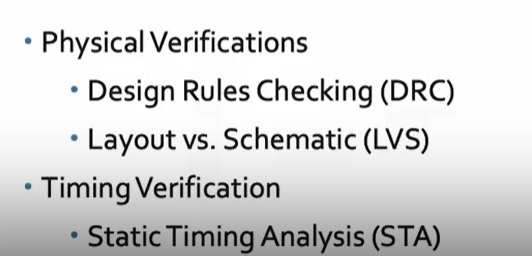 • Physical Verifications
• Design Rules Checking (DRC)
• Layout vs. Schematic (LVS)
• Timing Verification
• Static Timing Analysis (STA)